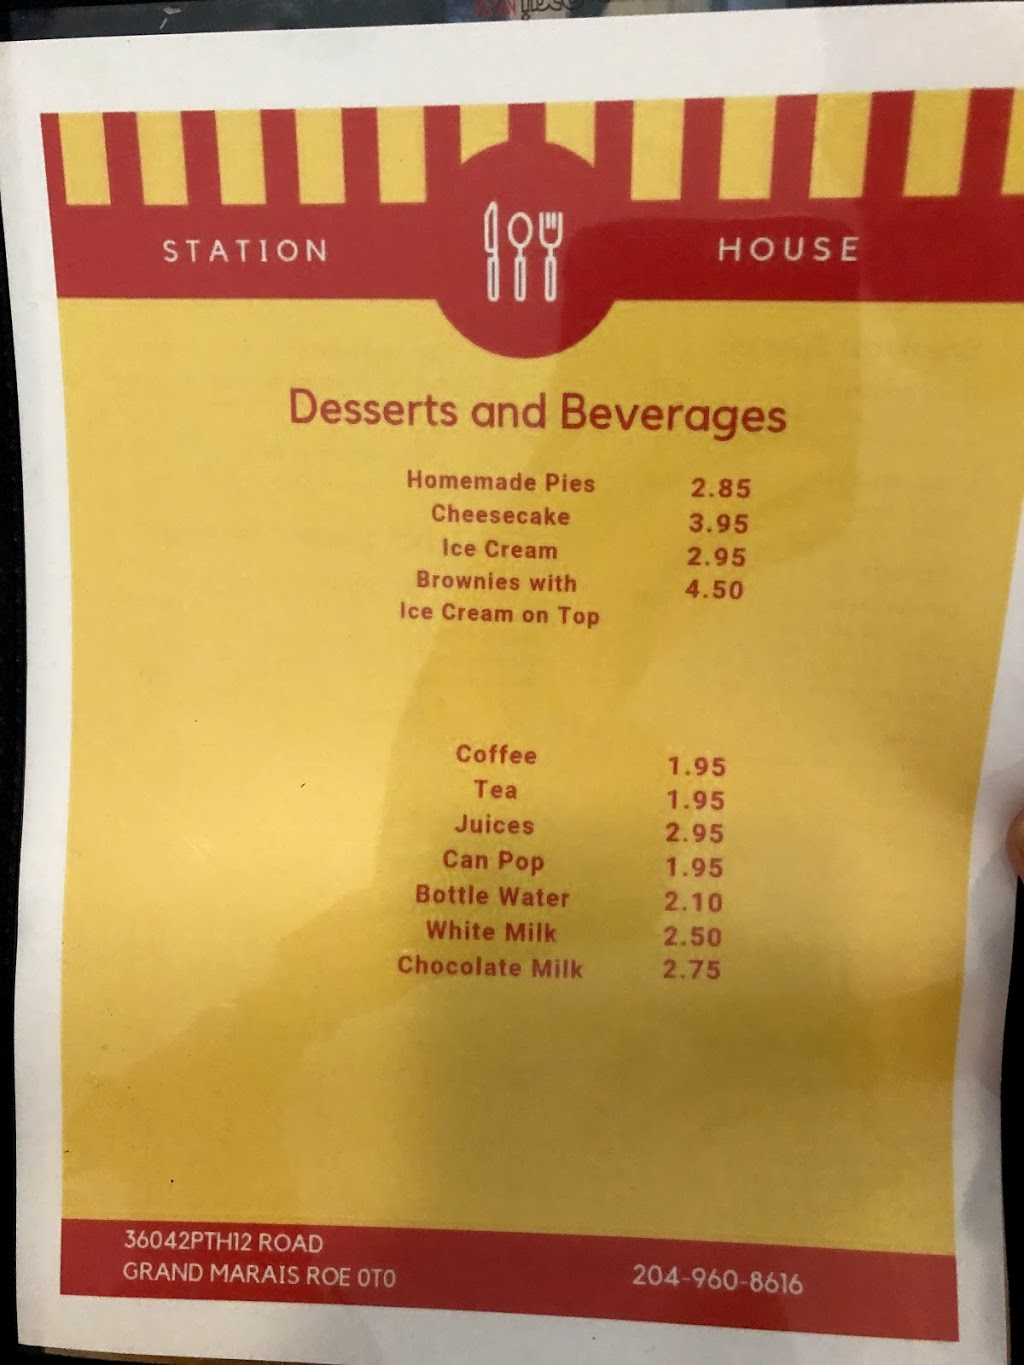 STATION HOUSE
Desserts and Beverages
Homemade Pies 2.85
Cheesecake 3.95
Ice Cream 2.95
Brownies with 4.50
Ice Cream on Top
Coffee 1.95
Tea 1.95
Juices 2.95
Can Pop 1.95
Bottle Water 2.10
White Milk 2.50
Chocolate Milk 2.75
36042PTH12 ROAD
GRAND MARAIS ROE 0T0 204-960-8616